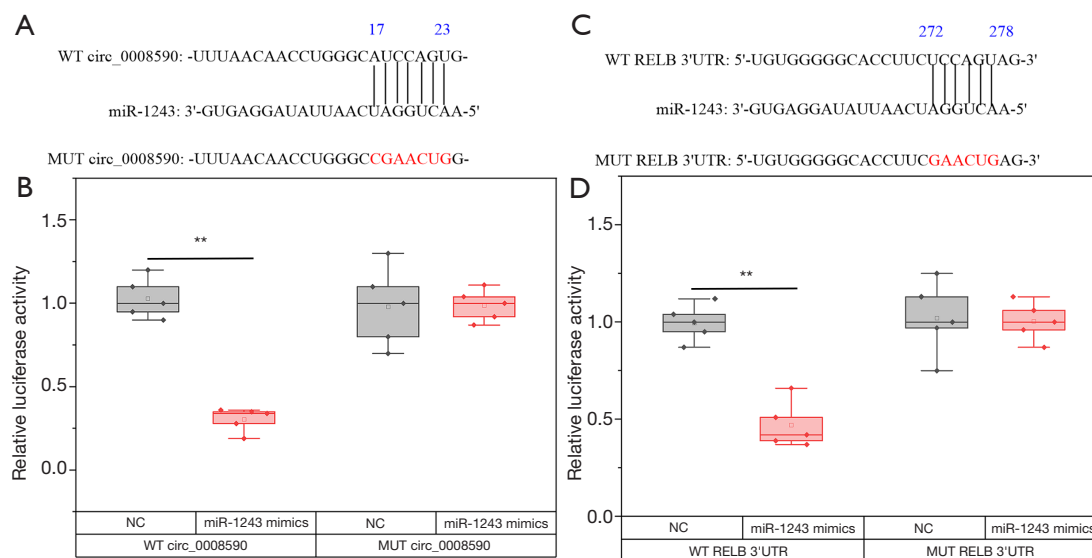 A
17 23
WT circ_0008590: -UUUAACAACCUGGGCAUCCAGUG-
miR-1243: 3'-GUGAGGAUAUUAACUAGGUCAA-5'
MUT circ_0008590: -UUUAACAACCUGGGCCGAACUGG-
C
272 278
WT RELB 3'UTR: 5'-UGUGGGGGCACCUUCUCCAGUAG-3'
miR-1243: 3'-GUGAGGAUAUUAACUAGGUCAA-5'
MUT RELB 3'UTR: 5'-UGUGGGGGCACCUUCGAACUGAG-3'
B
Relative luciferase activity
1.5
1.0
0.5
0.0
**
NC miR-1243 mimics NC miR-1243 mimics
WT circ_0008590 MUT circ_0008590
D
Relative luciferase activity
1.5
1.0
0.5
0.0
**
NC miR-1243 mimics NC miR-1243 mimics
WT RELB 3'UTR MUT RELB 3'UTR